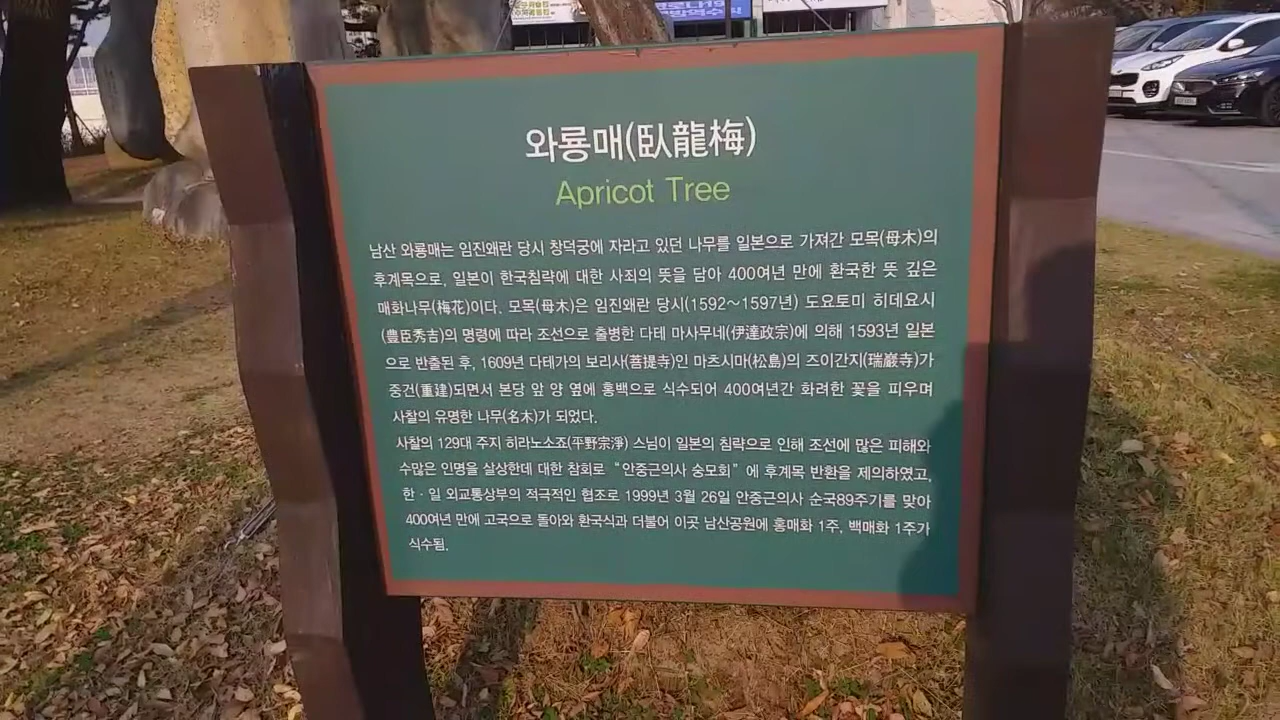 와룡매(臥龍梅)
Apricot Tree
남산 와룡매는 임진왜란 당시 창덕궁에 자라고 있던 나무를 일본으로 가져간 모목(母木)의
후계목으로, 일본이 한국침략에 대한 사죄의 뜻을 담아 400여년 만에 환국한 뜻 깊은
매화나무(梅花)이다. 모목(母木)은 임진왜란 당시(1592～1597년) 도요토미 히데요시
(豊臣秀吉)의 명령에 따라 조선으로 출병한 다테 마사무네(伊達政宗)에 의해 1593년 일본
으로 반출된 후, 1609년 다테가의 보리사(菩提寺)인 마츠시마(松島)의 즈이간지(瑞巖寺)가
중건(重建)되면서 본당 앞 양 옆에 홍백으로 식수되어 400여년간 화려한 꽃을 피우며
사찰의 유명한 나무(名木)가 되었다.
사찰의 129대 주지 히라노소죠(平野宗淨) 스님이 일본의 침략으로 인해 조선에 많은 피해와
수많은 인명을 살상한데 대한 참회로 “안중근의사 숭모회”에 후계목 반환을 제의하였고,
한·일 외교통상부의 적극적인 협조로 1999년 3월 26일 안중근의사 순국89주기를 맞아
400여년 만에 고국으로 돌아와 환국식과 더불어 이곳 남산공원에 홍매화 1주, 백매화 1주가
식수됨.